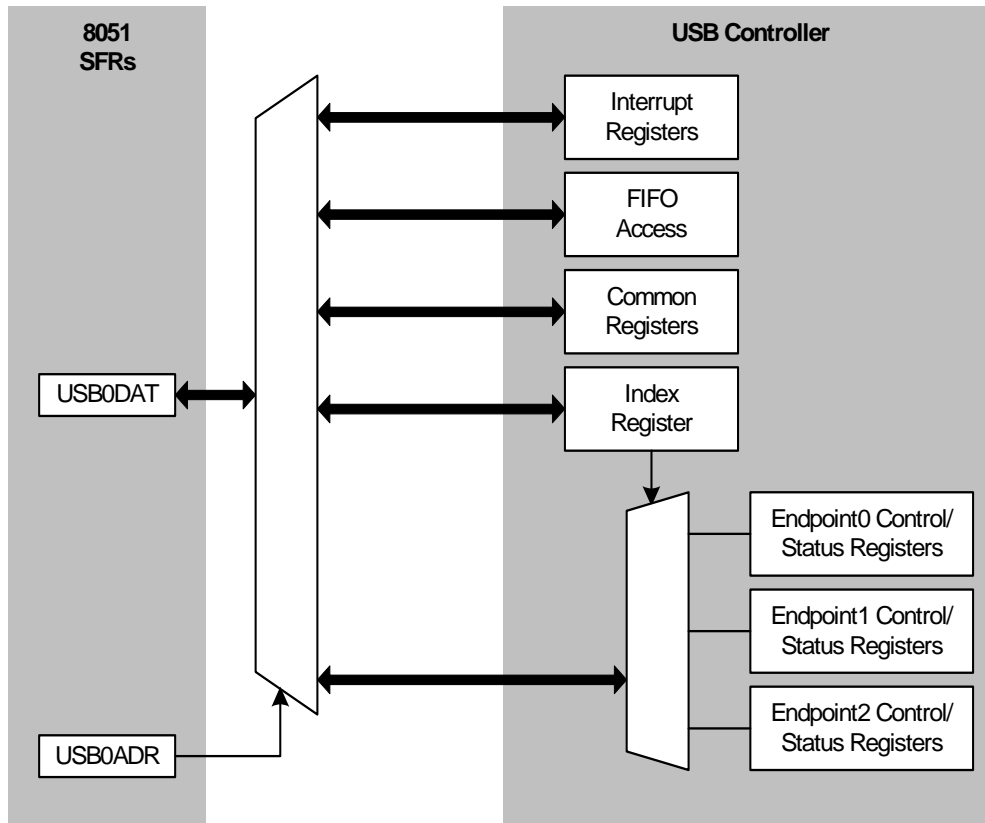 8051
SFRs
USB Controller
Interrupt
Registers
FIFO
Access
Common
Registers
USB0DAT
Index
Register
Endpoint0 Control/
Status Registers
Endpoint1 Control/
Status Registers
Endpoint2 Control/
Status Registers
USB0ADR